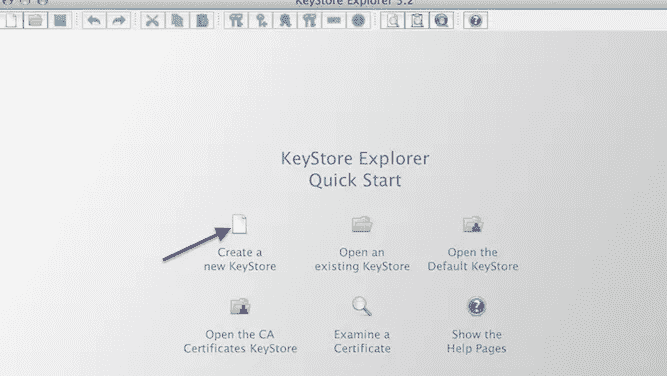 KeyStore Explorer 5.2
KeyStore Explorer
Quick Start
Create a
new KeyStore
Open an
existing KeyStore
Open the
Default KeyStore
Open the CA
Certificates KeyStore
Examine a
Certificate
Show the
Help Pages